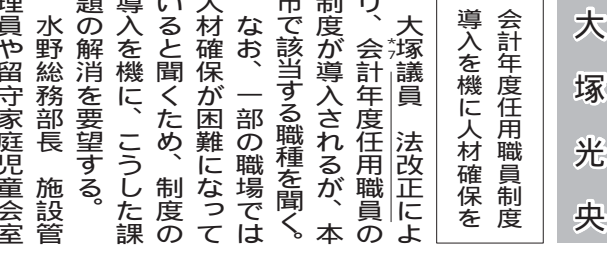 大塚光央
会計年度任用職員制度
導入を機に人材確保を
大塚議員　法改正によ
り、会計年度任用職員の
*7
制度が導入されるが、本
市で該当する職種を聞く。
なお、一部の職場では
人材確保が困難になって
いると聞くため、制度の
導入を機に、こうした課
題の解消を要望する。
水野総務部長　施設管
理員や留守家庭児童会室